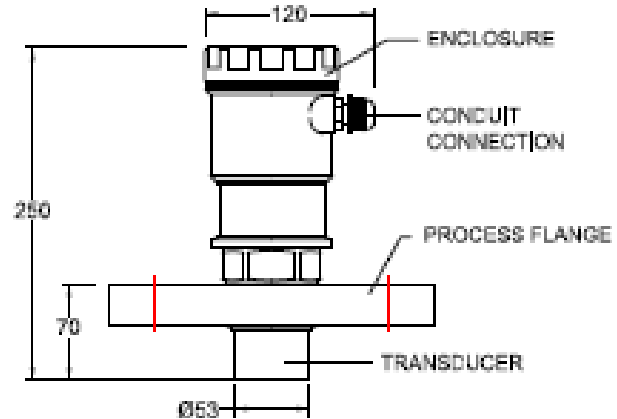 120
ENCLOSURE
CONDUIT
CONNECTION
250
PROCESS FLANGE
70
TRANSDUCER
Ø53